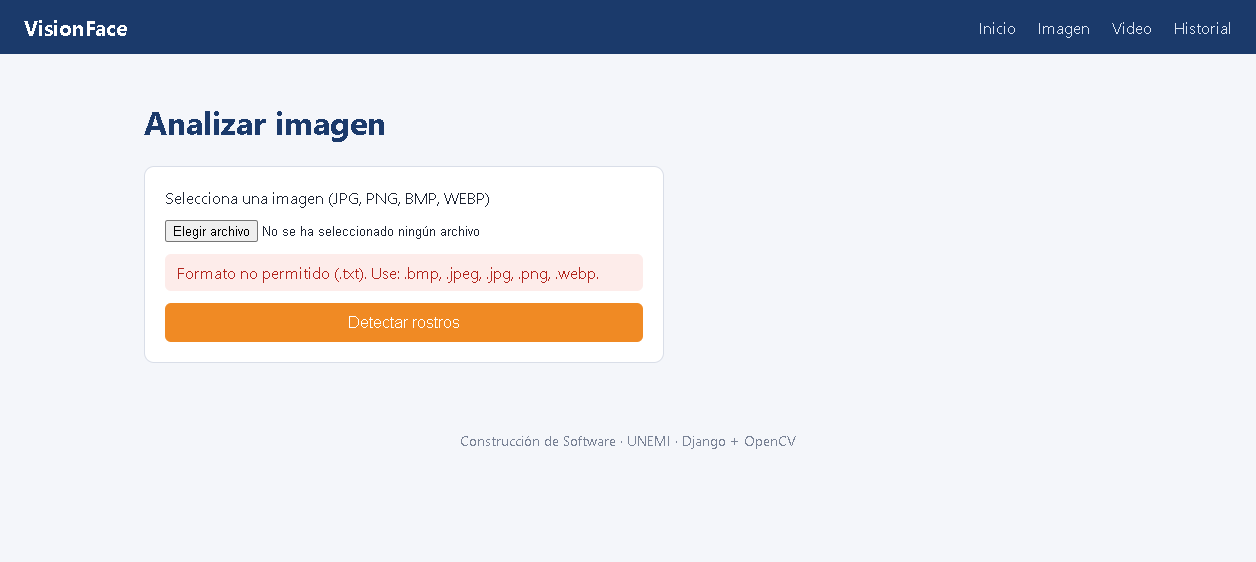 VisionFace
Inicio Imagen Video Historial
Analizar imagen
Selecciona una imagen (JPG, PNG, BMP, WEBP)
Elegir archivo No se ha seleccionado ningún archivo
Formato no permitido (.txt). Use: .bmp, .jpeg, .jpg, .png, .webp.
Detectar rostros
Construcción de Software · UNEMI · Django + OpenCV